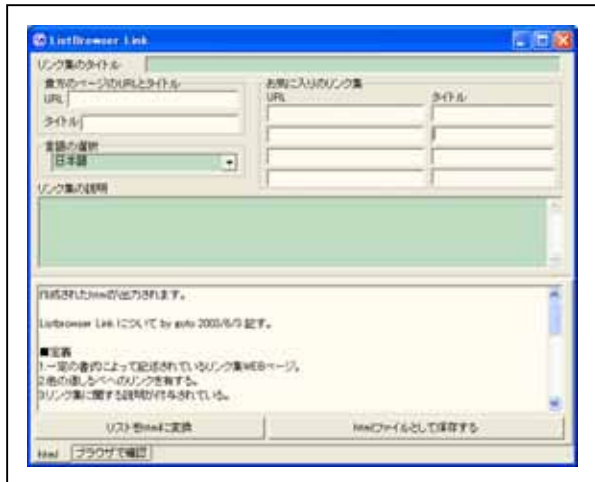 ListBrowser Link
リンク集のタイトル
貴方のページのURLとタイトル
URL
タイトル
お気に入りのリンク集
URL タイトル
言語の選択
日本語
リンク集の説明
作成されたhtmlが出力されます。
Listbrowser Link について by goto 2003/6/3 記す。
■定義
1.一定の書式によって記述されているリンク集WEBページ。
2.他の道しるべへのリンクを有する。
3.リンク集に関する説明が付与されている。
リストをhtmlに変換 htmlファイルとして保存する
html ブラウザで確認